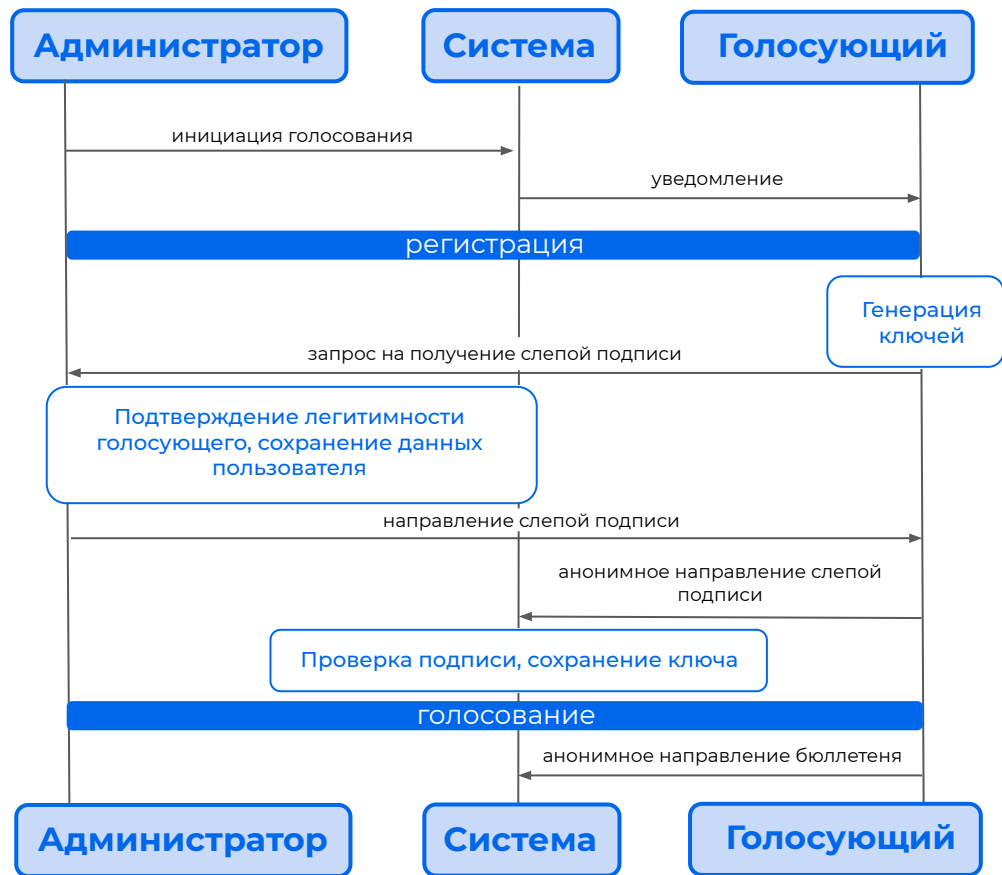 Администратор
Система
Голосующий
инициация голосования
уведомление
регистрация
Генерация
ключей
запрос на получение слепой подписи
Подтверждение легитимности
голосующего, сохранение данных
пользователя
направление слепой подписи
анонимное направление слепой
подписи
Проверка подписи, сохранение ключа
голосование
анонимное направление бюллетеня
Администратор
Система
Голосующий